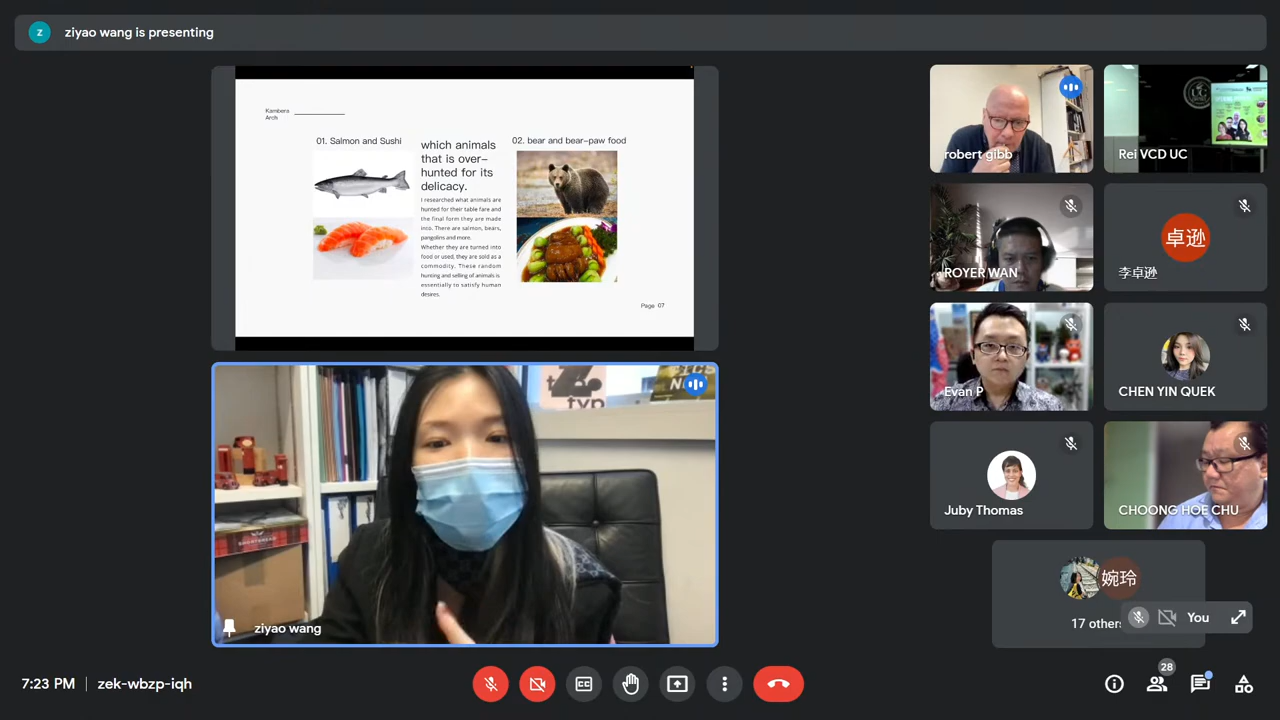 z
ziyao wang is presenting
Kambera
Arch
01. Salmon and Sushi
which animals
that is over-
hunted for its
delicacy.
I researched what animals are
hunted for their table fare and
the final form they are made
into. There are salmon, bears,
pangolins and more.
Whether they are turned into
food or used, they are sold as a
commodity. These random
hunting and selling of animals is
essentially to satisfy human
desires.
02. bear and bear-paw food
Page 07
robert gibb
Rei VCD UC
ROYER WAN
卓逊
李卓逊
Evan P
CHEN YIN QUEK
Juby Thomas
CHOONG HOE CHU
婉玲
17 others
You
typ
ziyao wang
7:23 PM
zek-wbzp-iqh
28